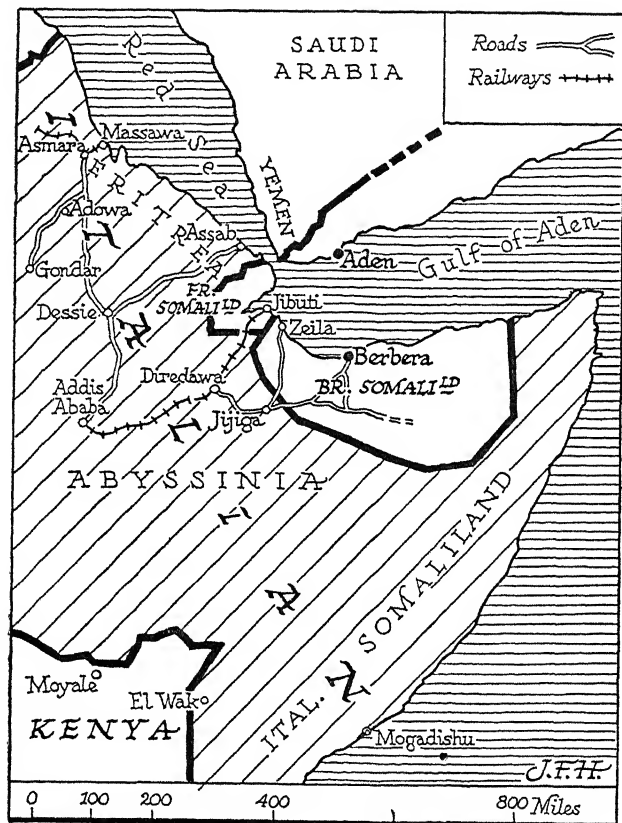 SAUDI
ARABIA
Roads
Railways
Red Sea
Massawa
Asmara
ERITREA
YEMEN
Adowa
Assab
Aden
Gulf of Aden
Gondar
FR.
SOMALI LD
Dessie
Jibuti
Zeila
Berbera
BR. SOMALI LD
Addis
Ababa
Diredawa
Jijiga
ABYSSINIA
ITALIAN
ITAL. SOMALILAND
Moyale
El Wak
KENYA
Mogadishu
J.F.H.
0 100 200 400 800 Miles